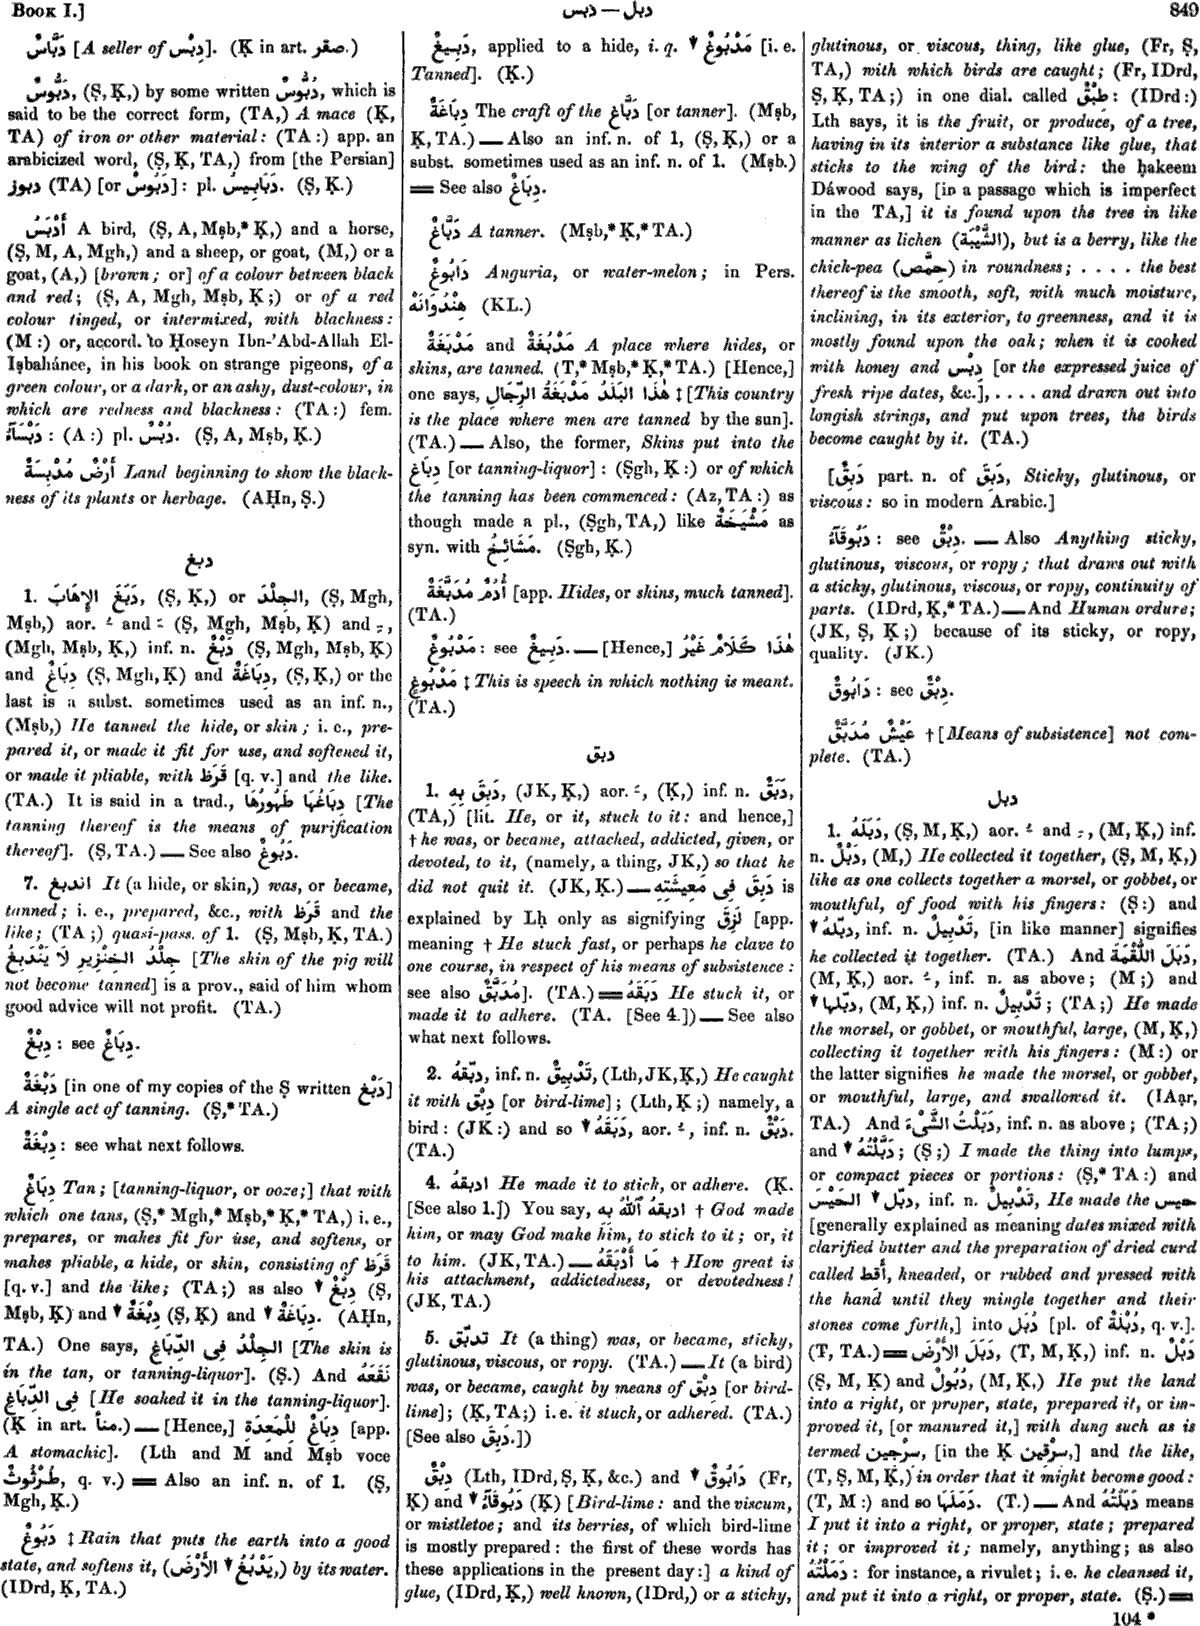 BOOK I.]
دبل — دبس
849
دَبَّاسٌ [A seller of دِبْس]. (Ḳ in art. صقر.)
دَبُّوسٌ, (Ṣ, Ḳ,) by some written دَبُّوسٌ, which is
said to be the correct form, (TA,) A mace (Ḳ,
TA) of iron or other material: (TA:) app. an
arabicized word, (Ṣ, Ḳ, TA,) from [the Persian]
دبوز (TA) [or دَبُوسْ]: pl. دَبَابِيسُ. (Ṣ, Ḳ.)
أَدْبَسُ A bird, (Ṣ, A, Mṣb,* Ḳ,) and a horse,
(Ṣ, M, A, Mgh,) and a sheep, or goat, (M,) or a
goat, (A,) [brown; or] of a colour between black
and red; (Ṣ, A, Mgh, Mṣb, Ḳ;) or of a red
colour tinged, or intermixed, with blackness:
(M:) or, accord. to Ḥoseyn Ibn-'Abd-Allah El-
Iṣbahánee, in his book on strange pigeons, of a
green colour, or a dark, or an ashy, dust-colour, in
which are redness and blackness: (TA:) fem.
دَبْسَآءُ: (A:) pl. دُبْسٌ. (Ṣ, A, Mṣb, Ḳ.)
أَرْضٌ مُدْبِسَةٌ Land beginning to show the black-
ness of its plants or herbage. (AḤn, Ṣ.)
دبغ
1. دَبَغَ الإِهَابَ, (Ṣ, Ḳ,) or الجِلْدَ, (Ṣ, Mgh,
Mṣb,) aor. ـُ and ـَ (Ṣ, Mgh, Mṣb, Ḳ) and ـِ,
(Mgh, Mṣb, Ḳ,) inf. n. دَبْغٌ (Ṣ, Mgh, Mṣb, Ḳ)
and دِبَاغٌ (Ṣ, Mgh, Ḳ) and دِبَاغَةٌ, (Ṣ, Ḳ,) or the
last is a subst. sometimes used as an inf. n.,
(Mṣb,) He tanned the hide, or skin; i. e., pre-
pared it, or made it fit for use, and softened it,
or made it pliable, with قَرَظ [q. v.] and the like.
(TA.) It is said in a trad., دِبَاغُهَا طَهُورُهَا [The
tanning thereof is the means of purification
thereof]. (Ṣ, TA.) — See also دَبُوغٌ.
7. اندبغ It (a hide, or skin,) was, or became,
tanned; i. e., prepared, &c., with قَرَظ and the
like; (TA;) quasi-pass. of 1. (Ṣ, Mṣb, Ḳ, TA.)
جِلْدُ الخِنْزِيرِ لَا يَنْدَبِغُ [The skin of the pig will
not become tanned] is a prov., said of him whom
good advice will not profit. (TA.)
دِبْغٌ: see دِبَاغٌ.
دَبْغَةٌ [in one of my copies of the Ṣ written دَبْغ]
A single act of tanning. (Ṣ,* TA.)
دِبْغَةٌ: see what next follows.
دِبَاغٌ Tan; [tanning-liquor, or ooze;] that with
which one tans, (Ṣ,* Mgh,* Mṣb,* Ḳ,* TA,) i. e.,
prepares, or makes fit for use, and softens, or
makes pliable, a hide, or skin, consisting of قَرَظ
[q. v.] and the like; (TA;) as also ▼ دِبْغٌ (Ṣ,
Mṣb, Ḳ) and ▼ دِبْغَةٌ (Ṣ, Ḳ) and ▼ دِبَاغَةٌ. (AḤn,
TA.) One says, الجِلْدُ فِى الدِّبَاغِ [The skin is
in the tan, or tanning-liquor]. (Ṣ.) And نَقَعَهُ
فِى الدِّبَاغِ [He soaked it in the tanning-liquor].
(Ḳ in art. منأ.) — [Hence,] دِبَاغٌ لِلْمَعِدَةِ [app.
A stomachic]. (Lth and M and Mṣb voce
طُرْثُوثٌ, q. v.) ═ Also an inf. n. of 1. (Ṣ,
Mgh, Ḳ.)
دَبُوغٌ ‡ Rain that puts the earth into a good
state, and softens it, (يَدْبُغُ ▼ الأَرْضَ,) by its water.
(IDrd, Ḳ, TA.)
دَبِيغٌ, applied to a hide, i. q. ▼ مَدْبُوغٌ [i. e.
Tanned]. (Ḳ.)
دِبَاغَةٌ The craft of the دَبَّاغ [or tanner]. (Mṣb,
Ḳ, TA.) — Also an inf. n. of 1, (Ṣ, Ḳ,) or a
subst. sometimes used as an inf. n. of 1. (Mṣb.)
═ See also دِبَاغٌ.
دَبَّاغٌ A tanner. (Mṣb,* Ḳ,* TA.)
دَابُوغٌ Anguria, or water-melon; in Pers.
هِنْدُوَانَهْ (KL.)
مَدْبَغَةٌ and مَدْبُغَةٌ A place where hides, or
skins, are tanned. (T,* Mṣb,* Ḳ,* TA.) [Hence,]
one says, هٰذَا البَلَدُ مَدْبَغَةُ الرِّجَالِ ‡ [This country
is the place where men are tanned by the sun].
(TA.) — Also, the former, Skins put into the
دِبَاغ [or tanning-liquor]: (Ṣgh, Ḳ:) or of which
the tanning has been commenced: (Az, TA:) as
though made a pl., (Ṣgh, TA,) like مَشْيَخَةٌ as
syn. with مَشَائِخُ. (Ṣgh, Ḳ.)
أُدُمٌ مُدَبَّغَةٌ [app. Hides, or skins, much tanned].
(TA.)
مَدْبُوغٌ: see دَبِيغٌ. — [Hence,] هٰذَا كَلَامٌ غَيْرُ
مَدْبُوغٍ ‡ This is speech in which nothing is meant.
(TA.)
دبق
1. دَبِقَ بِهِ, (JK, Ḳ,) aor. ـَ, (Ḳ,) inf. n. دَبَقٌ,
(TA,) [lit. He, or it, stuck to it: and hence,]
† he was, or became, attached, addicted, given, or
devoted, to it, (namely, a thing, JK,) so that he
did not quit it. (JK, Ḳ.) — دَبِقَ فِى مَعِيشَتِهِ is
explained by Lḥ only as signifying لَزِقَ [app.
meaning † He stuck fast, or perhaps he clave to
one course, in respect of his means of subsistence:
see also مُدَبَّقٌ]. (TA.) ═ دَبَقَهُ He stuck it, or
made it to adhere. (TA. [See 4.]) — See also
what next follows.
2. دبّقهُ, inf. n. تَدْبِيقٌ, (Lth, JK, Ḳ,) He caught
it with دِبْق [or bird-lime]; (Lth, Ḳ;) namely, a
bird: (JK:) and so ▼ دَبَقَهُ, aor. ـُ, inf. n. دَبْقٌ.
(TA.)
4. ادبقهُ He made it to stick, or adhere. (Ḳ.
[See also 1.]) You say, ادبقهُ ٱللّٰهُ بِهِ † God made
him, or may God make him, to stick to it; or, it
to him. (JK, TA.) — مَا أَدْبَقَهُ † How great is
his attachment, addictedness, or devotedness!
(JK, TA.)
5. تدبّق It (a thing) was, or became, sticky,
glutinous, viscous, or ropy. (TA.) — It (a bird)
was, or became, caught by means of دِبْق [or bird-
lime]; (Ḳ, TA;) i. e. it stuck, or adhered. (TA.)
[See also دَبِقَ.])
دِبْقٌ (Lth, IDrd, Ṣ, Ḳ, &c.) and ▼ دَابُوقٌ (Fr,
Ḳ) and ▼ دَبُوقَآءُ (Ḳ) [Bird-lime: and the viscum,
or mistletoe; and its berries, of which bird-lime
is mostly prepared: the first of these words has
these applications in the present day:] a kind of
glue, (IDrd, Ḳ,) well known, (IDrd,) or a sticky,
glutinous, or viscous, thing, like glue, (Fr, Ṣ,
TA,) with which birds are caught; (Fr, IDrd,
Ṣ, Ḳ, TA;) in one dial. called طِبْقٌ: (IDrd:)
Lth says, it is the fruit, or produce, of a tree,
having in its interior a substance like glue, that
sticks to the wing of the bird: the ḥakeem
Dáwood says, [in a passage which is imperfect
in the TA,] it is found upon the tree in like
manner as lichen (الشَّيْبَة), but is a berry, like the
chick-pea (حِمَّص) in roundness; . . . . the best
thereof is the smooth, soft, with much moisture,
inclining, in its exterior, to greenness, and it is
mostly found upon the oak; when it is cooked
with honey and دِبْس [or the expressed juice of
fresh ripe dates, &c.], . . . . and drawn out into
longish strings, and put upon trees, the birds
become caught by it. (TA.)
[دَبِقٌ part. n. of دَبِقَ, Sticky, glutinous, or
viscous: so in modern Arabic.]
دَبُوقَآءُ: see دِبْقٌ. — Also Anything sticky,
glutinous, viscous, or ropy; that draws out with
a sticky, glutinous, viscous, or ropy, continuity of
parts. (IDrd, Ḳ,* TA.) — And Human ordure;
(JK, Ṣ, Ḳ;) because of its sticky, or ropy,
quality. (JK.)
دَابُوقٌ: see دِبْقٌ.
عَيْشٌ مُدَبَّقٌ † [Means of subsistence] not com-
plete. (TA.)
دبل
1. دَبَلَهُ, (Ṣ, M, Ḳ,) aor. ـُ and ـِ, (M, Ḳ,) inf.
n. دَبْلٌ, (M,) He collected it together, (Ṣ, M, Ḳ,)
like as one collects together a morsel, or gobbet, or
mouthful, of food with his fingers: (Ṣ:) and
▼ دبّلهُ, inf. n. تَدْبِيلٌ, [in like manner] signifies
he collected it together. (TA.) And دَبَلَ اللُّقْمَةَ,
(M, Ḳ,) aor. ـُ, inf. n. as above; (M;) and
▼ دبّلها, (M, Ḳ,) inf. n. تَدْبِيلٌ; (TA;) He made
the morsel, or gobbet, or mouthful, large, (M, Ḳ,)
collecting it together with his fingers: (M:) or
the latter signifies he made the morsel, or gobbet,
or mouthful, large, and swallowed it. (IAạr,
TA.) And دَبَلْتُ الشَّىْءَ, inf. n. as above; (TA;)
and ▼ دَبَّلْتُهُ; (Ṣ;) I made the thing into lumps,
or compact pieces or portions: (Ṣ,* TA:) and
دبّل ▼ الحَيْسَ, inf. n. تَدْبِيلٌ, He made the حيس
[generally explained as meaning dates mixed with
clarified butter and the preparation of dried curd
called أَقِط, kneaded, or rubbed and pressed with
the hand until they mingle together and their
stones come forth,] into دُبَل [pl. of دُبْلَةٌ, q. v.].
(T, TA.) ═ دَبَلَ الأَرْضَ, (T, M, Ḳ,) inf. n. دَبْلٌ
(Ṣ, M, Ḳ) and دُبُولٌ, (M, Ḳ,) He put the land
into a right, or proper, state, prepared it, or im-
proved it, [or manured it,] with dung such as is
termed سِرْجِين, [in the Ḳ سِرْقِين,] and the like,
(T, Ṣ, M, Ḳ,) in order that it might become good:
(T, M:) and so دَمَلَهَا. (T.) — And دَبَلْتُهُ means
I put it into a right, or proper, state; prepared
it; or improved it; namely, anything; as also
دَمَلْتُهُ: for instance, a rivulet; i. e. he cleansed it,
and put it into a right, or proper, state. (Ṣ.) ═
104 *